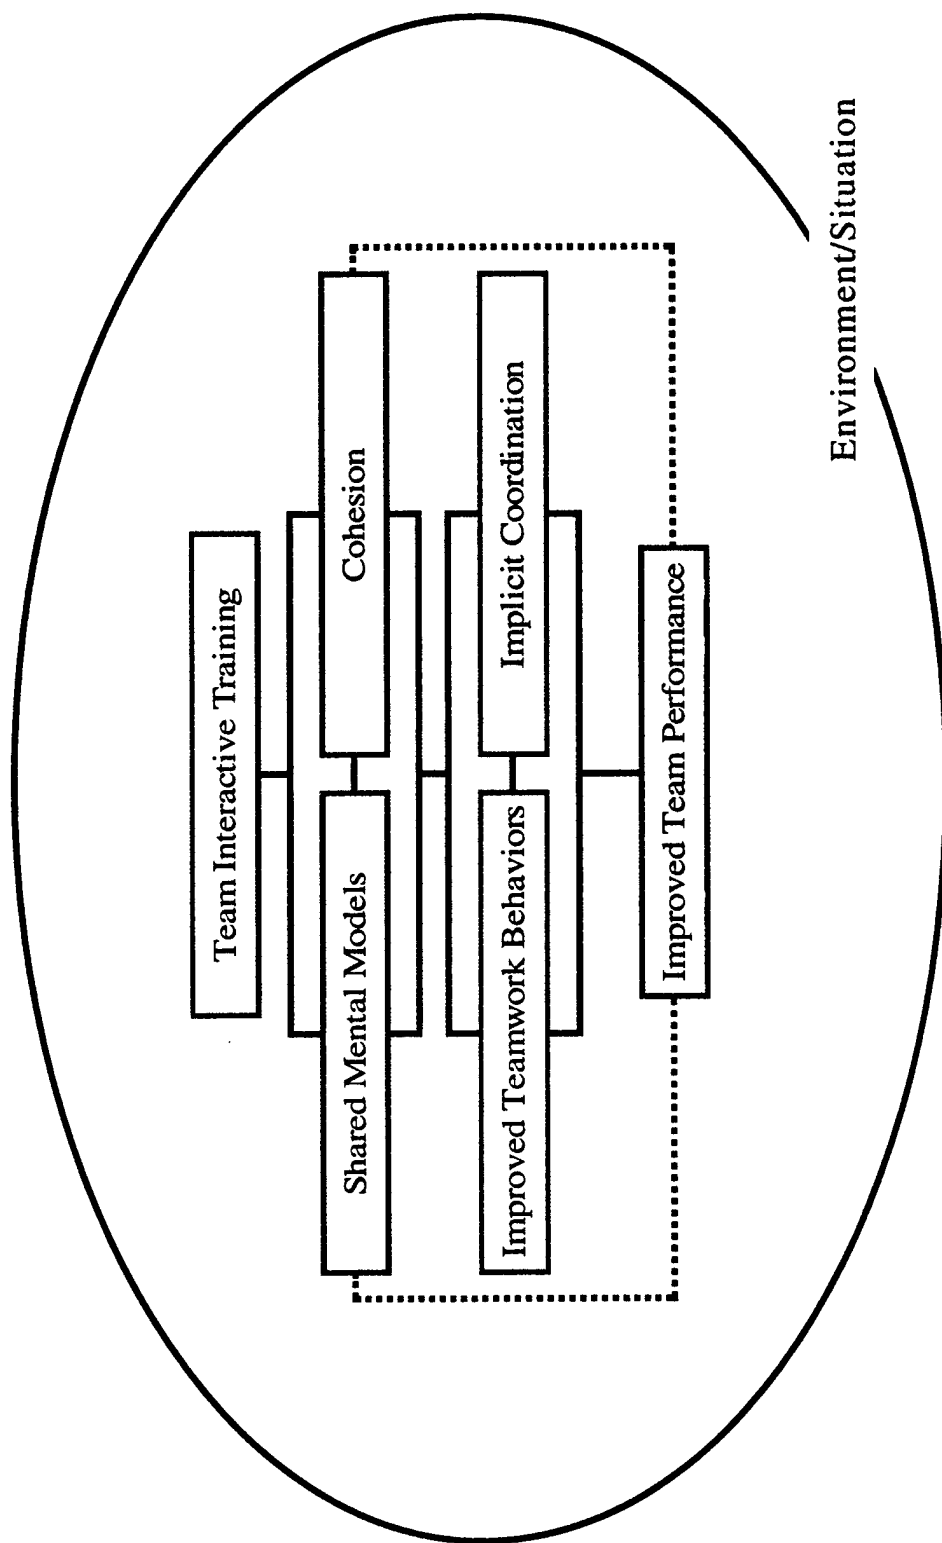 Team Interactive Training
Shared Mental Models
Cohesion
Improved Teamwork Behaviors
Implicit Coordination
Improved Team Performance
Environment/Situation